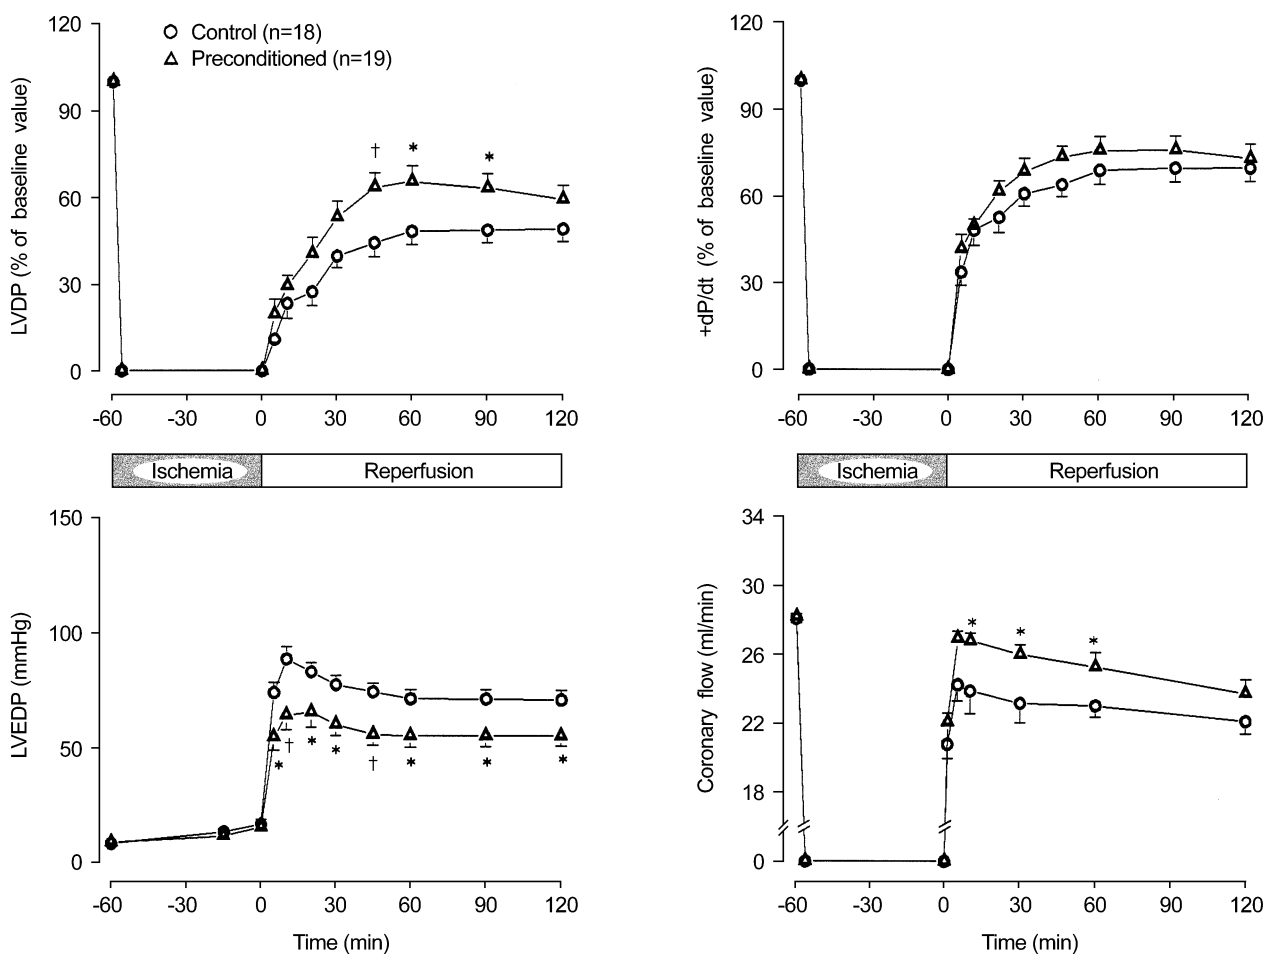 Control (n=18)
Preconditioned (n=19)
LVDP (% of baseline value)
120
90
60
30
0
† * *
-60 -30 0 30 60 90 120
+dP/dt (% of baseline value)
120
90
60
30
0
-60 -30 0 30 60 90 120
Ischemia Reperfusion
Ischemia Reperfusion
LVEDP (mmHg)
150
100
50
0
* † * * † * * *
-60 -30 0 30 60 90 120
Time (min)
Coronary flow (ml/min)
34
30
26
22
18
0
* * *
-60 -30 0 30 60 90 120
Time (min)